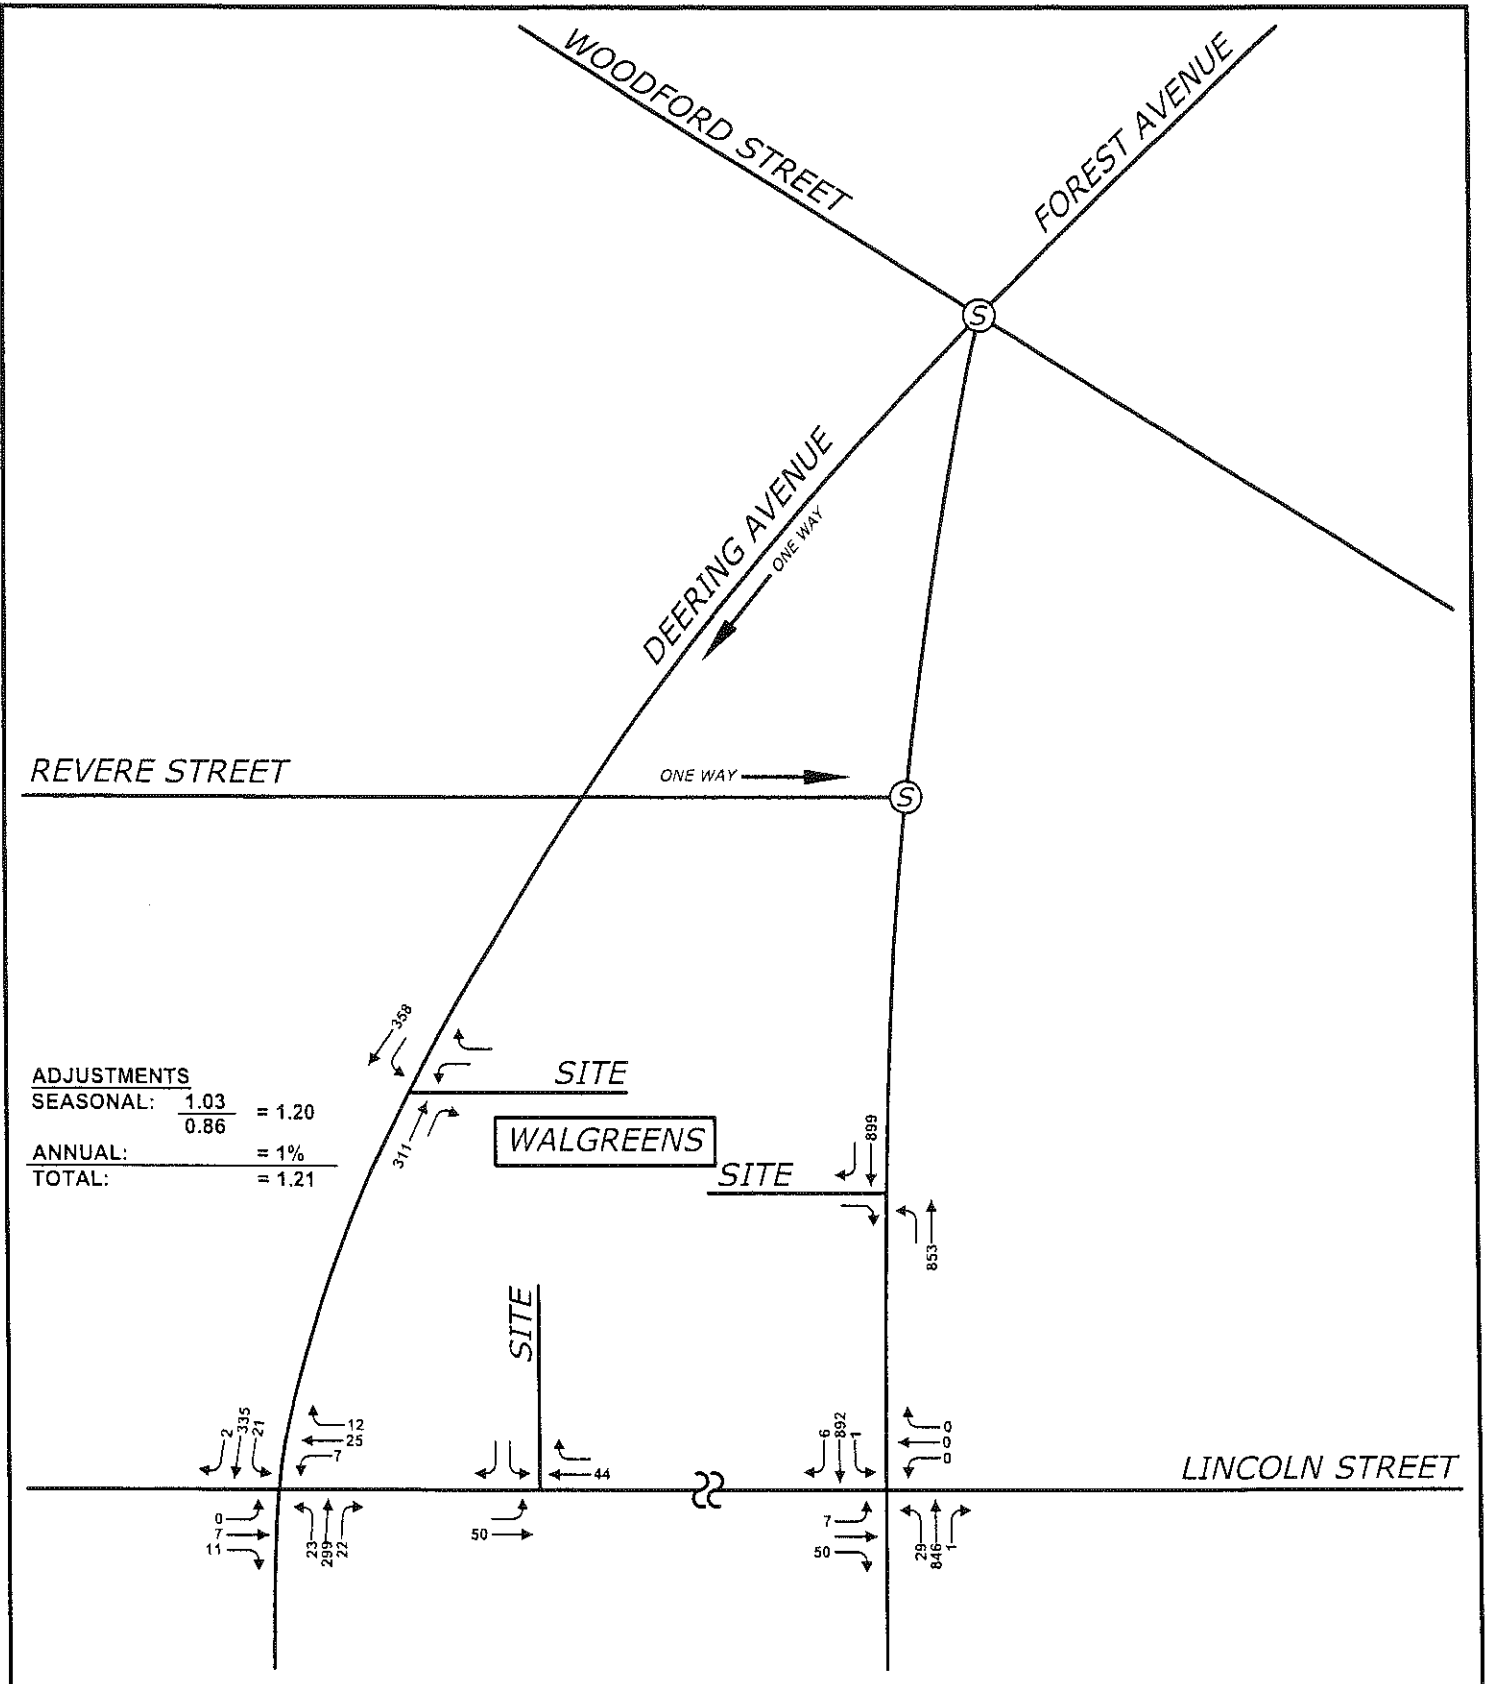 WOODFORD STREET
FOREST AVENUE
S
DEERING AVENUE
ONE WAY
REVERE STREET
ONE WAY
S
358
SITE
ADJUSTMENTS
SEASONAL: 1.03 = 1.20
0.86
ANNUAL: = 1%
TOTAL: = 1.21
311
WALGREENS
899
SITE
853
SITE
2
335
21
12
25
7
44
6
892
1
0
0
0
LINCOLN STREET
0
7
11
23
299
22
50
7
50
29
846
1